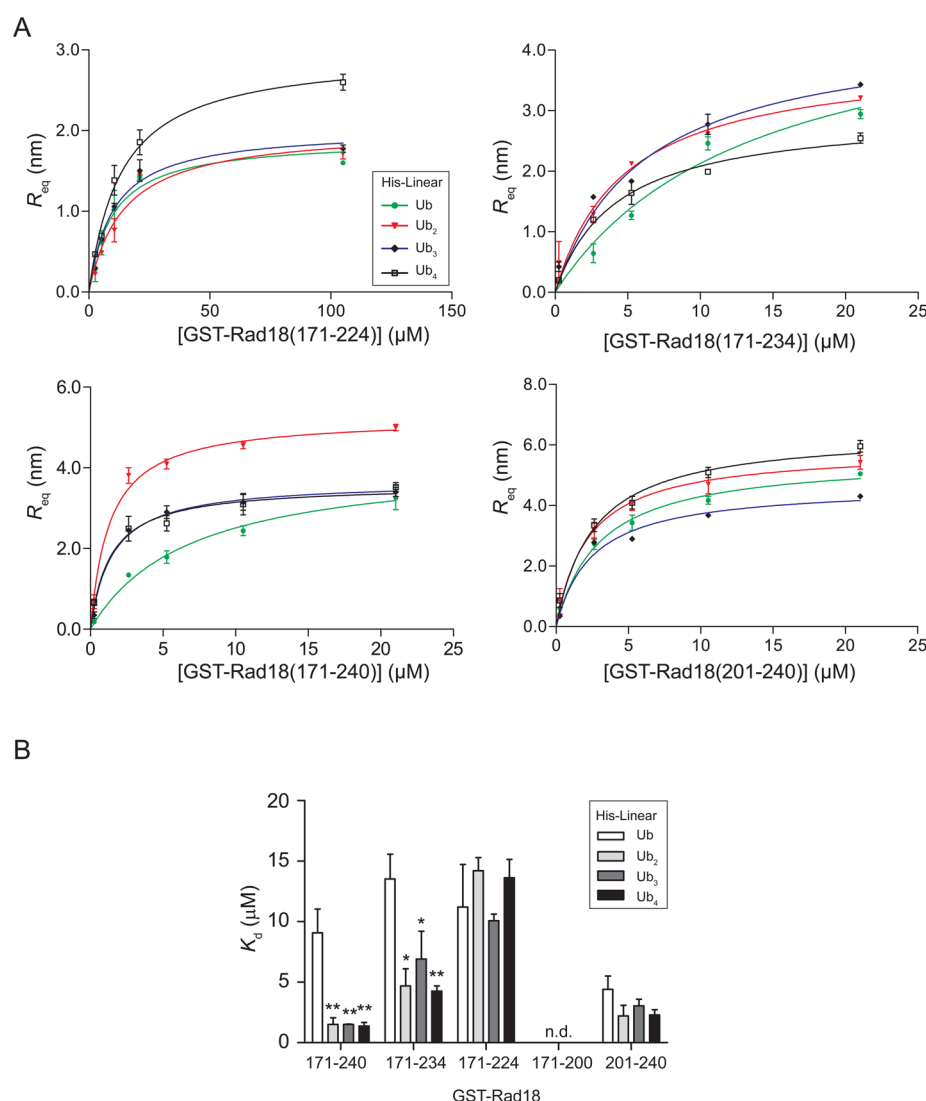 A
3.0
2.0
1.0
0.0
0
50
100
150
Req (nm)
[GST-Rad18(171-224)] (μM)
His-Linear
Ub
Ub2
Ub3
Ub4
4.0
3.0
2.0
1.0
0.0
0
5
10
15
20
25
Req (nm)
[GST-Rad18(171-234)] (μM)
6.0
4.0
2.0
0.0
0
5
10
15
20
25
Req (nm)
[GST-Rad18(171-240)] (μM)
8.0
6.0
4.0
2.0
0.0
0
5
10
15
20
25
Req (nm)
[GST-Rad18(201-240)] (μM)
B
20
15
10
5
0
Kd (μM)
His-Linear
Ub
Ub2
Ub3
Ub4
** ** **
* * **
n.d.
171-240 171-234 171-224 171-200 201-240
GST-Rad18